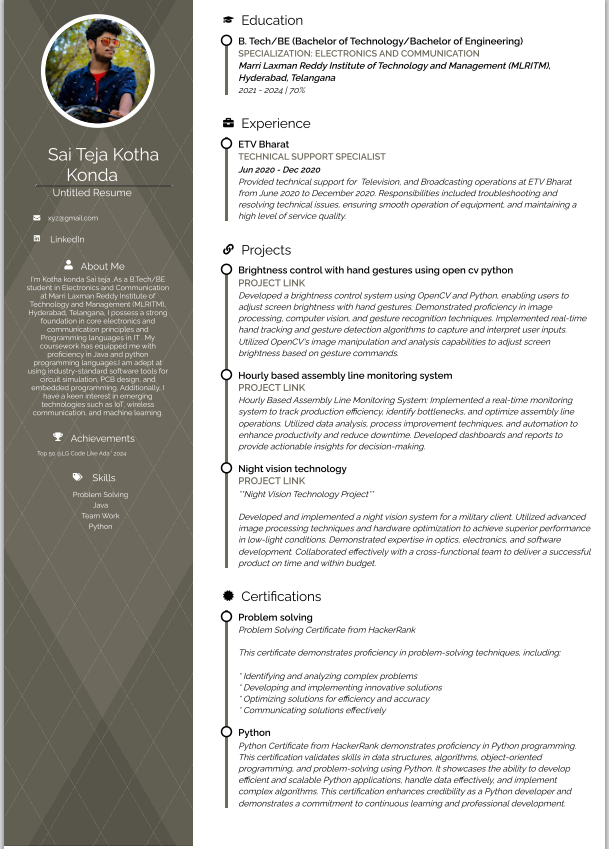 Sai Teja Kotha
Konda
Untitled Resume
xyz@gmail.com
LinkedIn
About Me
I'm Kotha konda Sai teja .As a B.Tech/BE
student in Electronics and Communication
at Marri Laxman Reddy Institute of
Technology and Management (MLRITM),
Hyderabad, Telangana, I possess a strong
foundation in core electronics and
communication principles and
Programming languages in IT . My
coursework has equipped me with
proficiency in Java and python
programming languages.I am adept at
using industry-standard software tools for
circuit simulation, PCB design, and
embedded programming. Additionally, I
have a keen interest in emerging
technologies such as IoT, wireless
communication, and machine learning.
Achievements
Top 50 @LG Code Like Ada" 2024
Skills
Problem Solving
Java
Team Work
Python
Education
B. Tech/BE (Bachelor of Technology/Bachelor of Engineering)
SPECIALIZATION: ELECTRONICS AND COMMUNICATION
Marri Laxman Reddy Institute of Technology and Management (MLRITM),
Hyderabad, Telangana
2021 - 2024 | 70%
Experience
ETV Bharat
TECHNICAL SUPPORT SPECIALIST
Jun 2020 - Dec 2020
Provided technical support for Television, and Broadcasting operations at ETV Bharat
from June 2020 to December 2020. Responsibilities included troubleshooting and
resolving technical issues, ensuring smooth operation of equipment, and maintaining a
high level of service quality.
Projects
Brightness control with hand gestures using open cv python
PROJECT LINK
Developed a brightness control system using OpenCV and Python, enabling users to
adjust screen brightness with hand gestures. Demonstrated proficiency in image
processing, computer vision, and gesture recognition techniques. Implemented real-time
hand tracking and gesture detection algorithms to capture and interpret user inputs.
Utilized OpenCV's image manipulation and analysis capabilities to adjust screen
brightness based on gesture commands.
Hourly based assembly line monitoring system
PROJECT LINK
Hourly Based Assembly Line Monitoring System: Implemented a real-time monitoring
system to track production efficiency, identify bottlenecks, and optimize assembly line
operations. Utilized data analysis, process improvement techniques, and automation to
enhance productivity and reduce downtime. Developed dashboards and reports to
provide actionable insights for decision-making.
Night vision technology
PROJECT LINK
**Night Vision Technology Project**
Developed and implemented a night vision system for a military client. Utilized advanced
image processing techniques and hardware optimization to achieve superior performance
in low-light conditions. Demonstrated expertise in optics, electronics, and software
development. Collaborated effectively with a cross-functional team to deliver a successful
product on time and within budget.
Certifications
Problem solving
Problem Solving Certificate from HackerRank
This certificate demonstrates proficiency in problem-solving techniques, including:
* Identifying and analyzing complex problems
* Developing and implementing innovative solutions
* Optimizing solutions for efficiency and accuracy
* Communicating solutions effectively
Python
Python Certificate from HackerRank demonstrates proficiency in Python programming.
This certification validates skills in data structures, algorithms, object-oriented
programming, and problem-solving using Python. It showcases the ability to develop
efficient and scalable Python applications, handle data effectively, and implement
complex algorithms. This certification enhances credibility as a Python developer and
demonstrates a commitment to continuous learning and professional development.